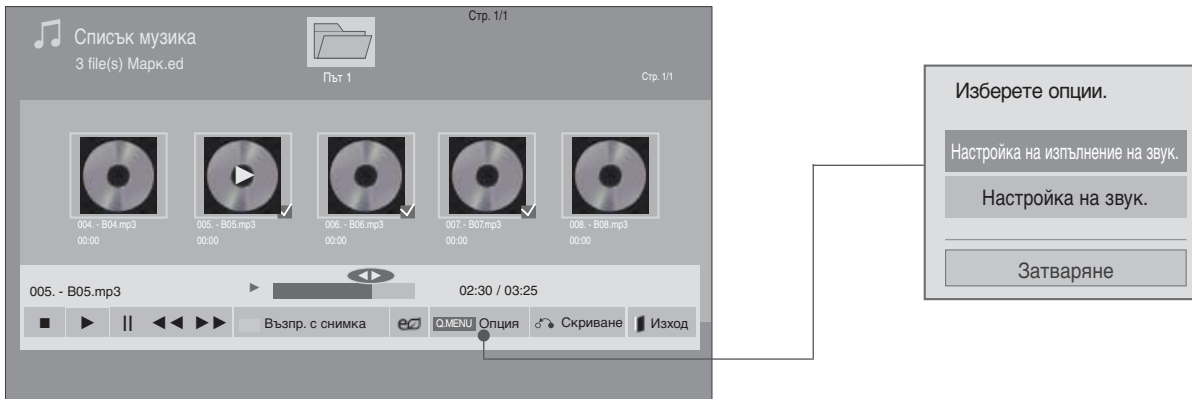 Стр. 1/1
Списък музика
3 file(s) Марк.ed
Път 1
Стр. 1/1
004. - B04.mp3
00:00
005. - B05.mp3
00:00
006. - B06.mp3
00:00
007. - B07.mp3
00:00
008. - B08.mp3
00:00
005. - B05.mp3
02:30 / 03:25
Възпр. с снимка
Q.MENU Опция
Скриване
Изход
Изберете опции.
Настройка на изпълнение на звук.
Настройка на звук.
Затваряне